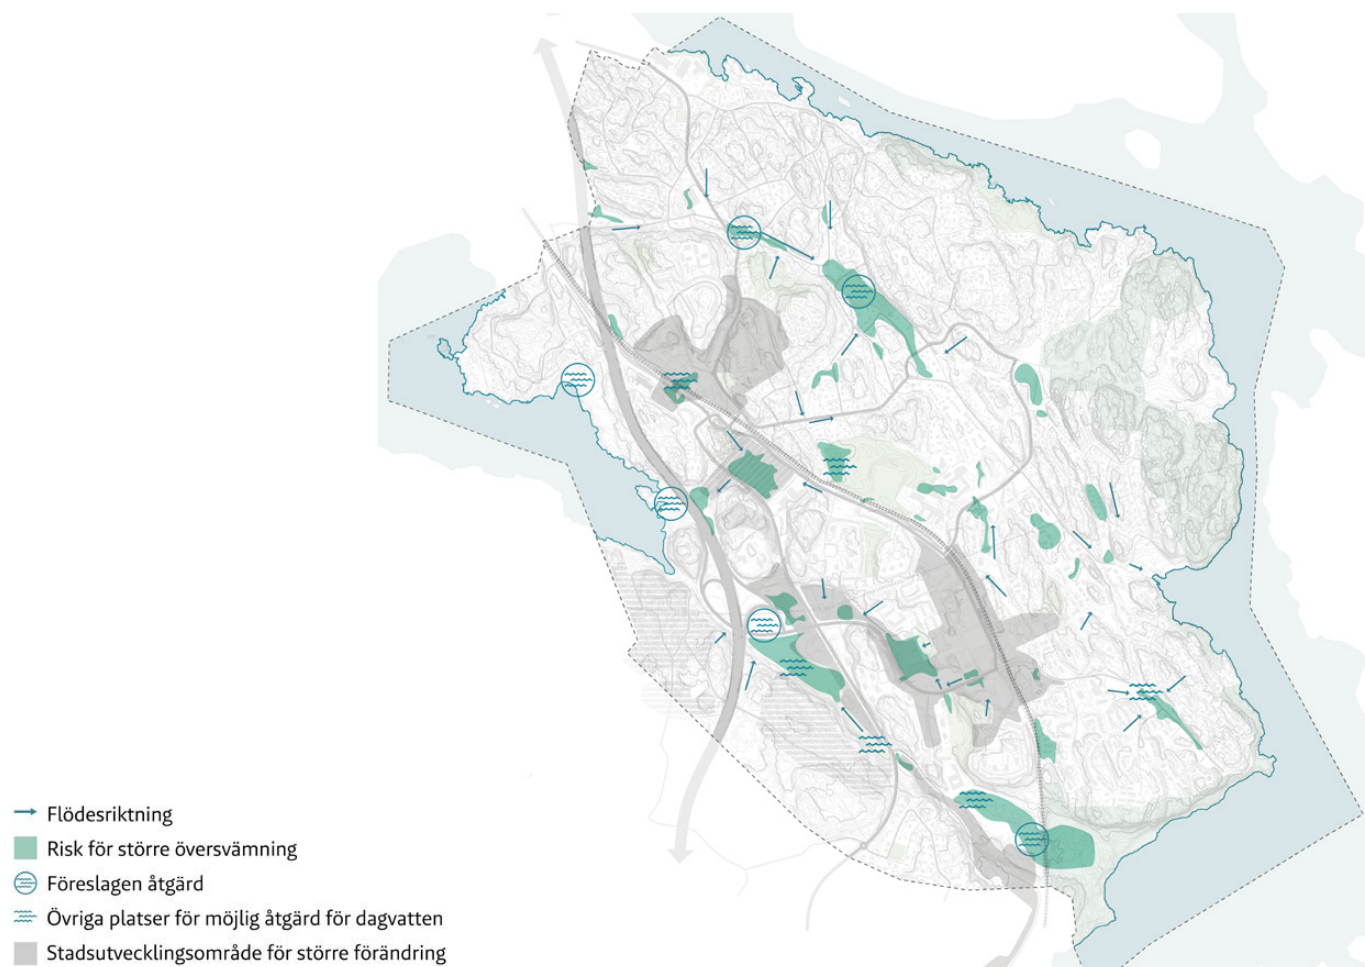 Flödesriktning
Risk för större översvämning
Föreslagen åtgärd
Övriga platser för möjlig åtgärd för dagvatten
Stadsutvecklingsområde för större förändring